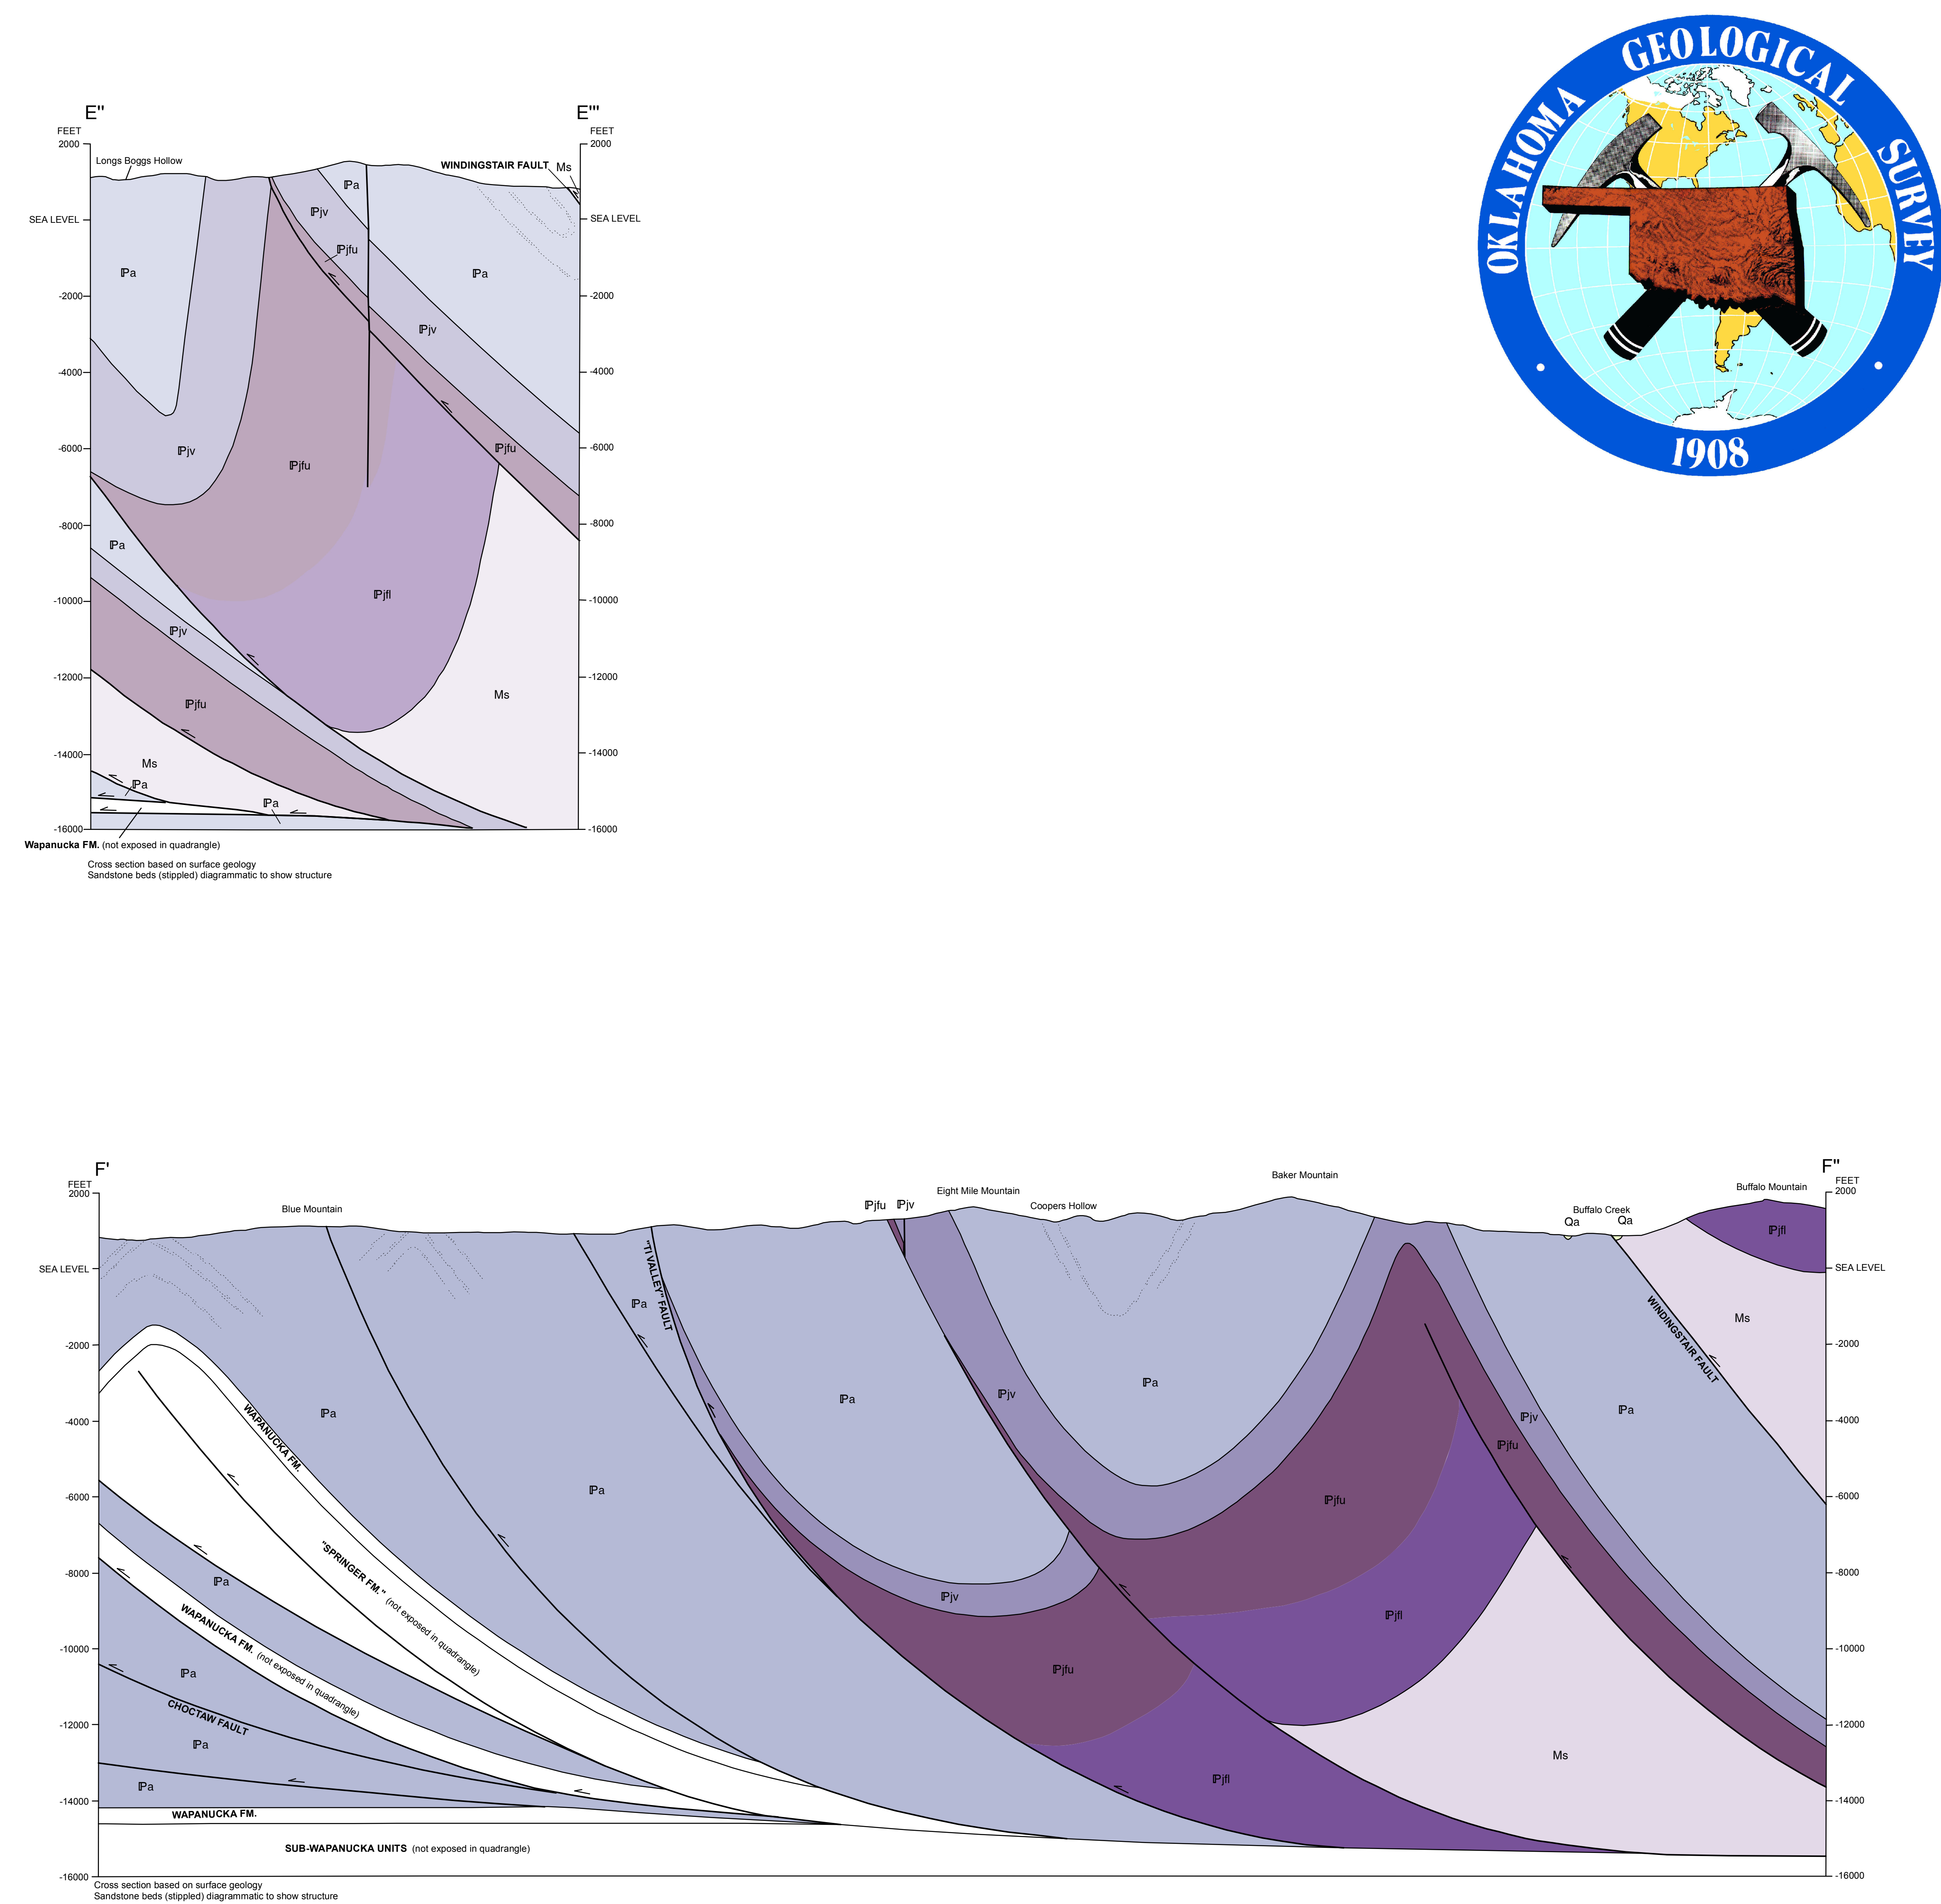 OKLAHOMA GEOLOGICAL SURVEY
1908
E" E'''
FEET FEET
2000 2000
Longs Boggs Hollow
WINDINGSTAIR FAULT Ms
ℙa
ℙjv
SEA LEVEL SEA LEVEL
ℙjfu
ℙa ℙa
-2000 -2000
ℙjv
-4000 -4000
ℙjv ℙjfu
-6000 -6000
ℙjfu
-8000 -8000
ℙa
ℙjfl
-10000 -10000
ℙjv
-12000 -12000
Ms
ℙjfu
-14000 -14000
Ms
ℙa
ℙa
-16000 -16000
Wapanucka FM. (not exposed in quadrangle)
Cross section based on surface geology
Sandstone beds (stippled) diagrammatic to show structure
F' F"
FEET FEET
2000 2000
Blue Mountain
ℙjfu ℙjv
Eight Mile Mountain
Coopers Hollow
Baker Mountain
Buffalo Creek
Qa Qa
Buffalo Mountain
ℙjfl
SEA LEVEL SEA LEVEL
"TI VALLEY" FAULT
ℙa
WINDINGSTAIR FAULT
Ms
-2000 -2000
ℙa
ℙjv
ℙa
-4000 -4000
ℙa
WAPANUCKA FM.
ℙjv
ℙa
ℙjfu
-6000 -6000
ℙa
ℙjfu
-8000 -8000
"SPRINGER FM." (not exposed in quadrangle)
ℙa
ℙjv
ℙjfl
WAPANUCKA FM. (not exposed in quadrangle)
-10000 -10000
ℙa
ℙjfu
CHOCTAW FAULT
-12000 -12000
ℙa
Ms
ℙa
ℙjfl
-14000 -14000
WAPANUCKA FM.
SUB-WAPANUCKA UNITS (not exposed in quadrangle)
-16000 -16000
Cross section based on surface geology
Sandstone beds (stippled) diagrammatic to show structure